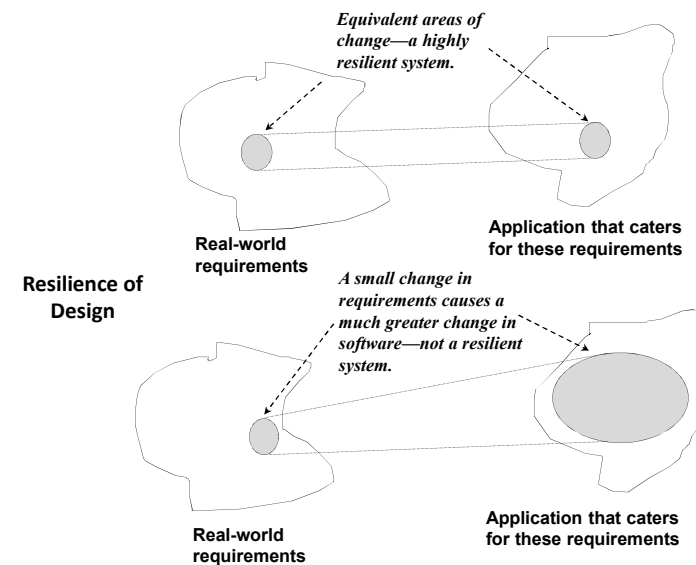 Equivalent areas of
change—a highly
resilient system.
Real-world
requirements
Application that caters
for these requirements
Resilience of
Design
A small change in
requirements causes a
much greater change in
software—not a resilient
system.
Real-world
requirements
Application that caters
for these requirements